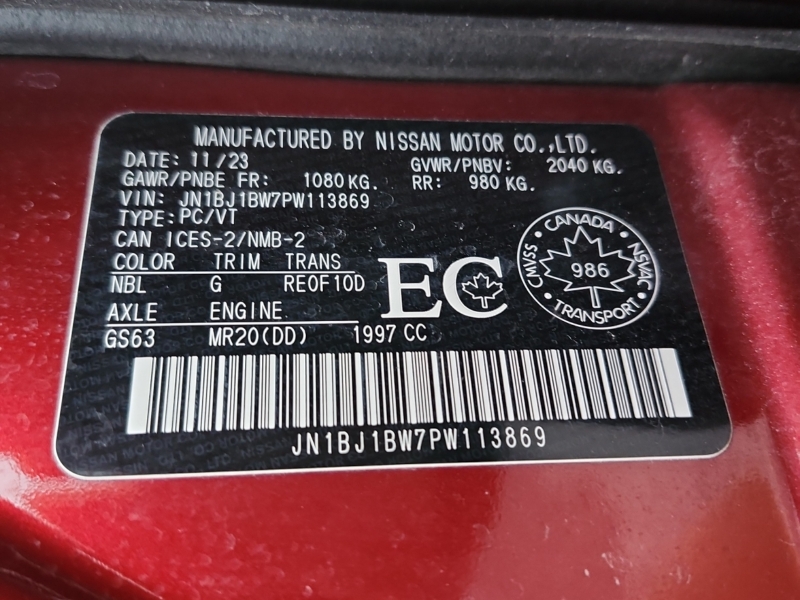 MANUFACTURED BY NISSAN MOTOR CO.,LTD.
DATE: 11/23 GVWR/PNBV: 2040 KG.
GAWR/PNBE FR: 1080 KG. RR: 980 KG.
VIN: JN1BJ1BW7PW113869
TYPE: PC/VT
CAN ICES-2/NMB-2
COLOR TRIM TRANS
NBL G RE0F10D
AXLE ENGINE
GS63 MR20(DD) 1997 CC
EC
CANADA
CMVSS 986 NSVAC
TRANSPORT
JN1BJ1BW7PW113869